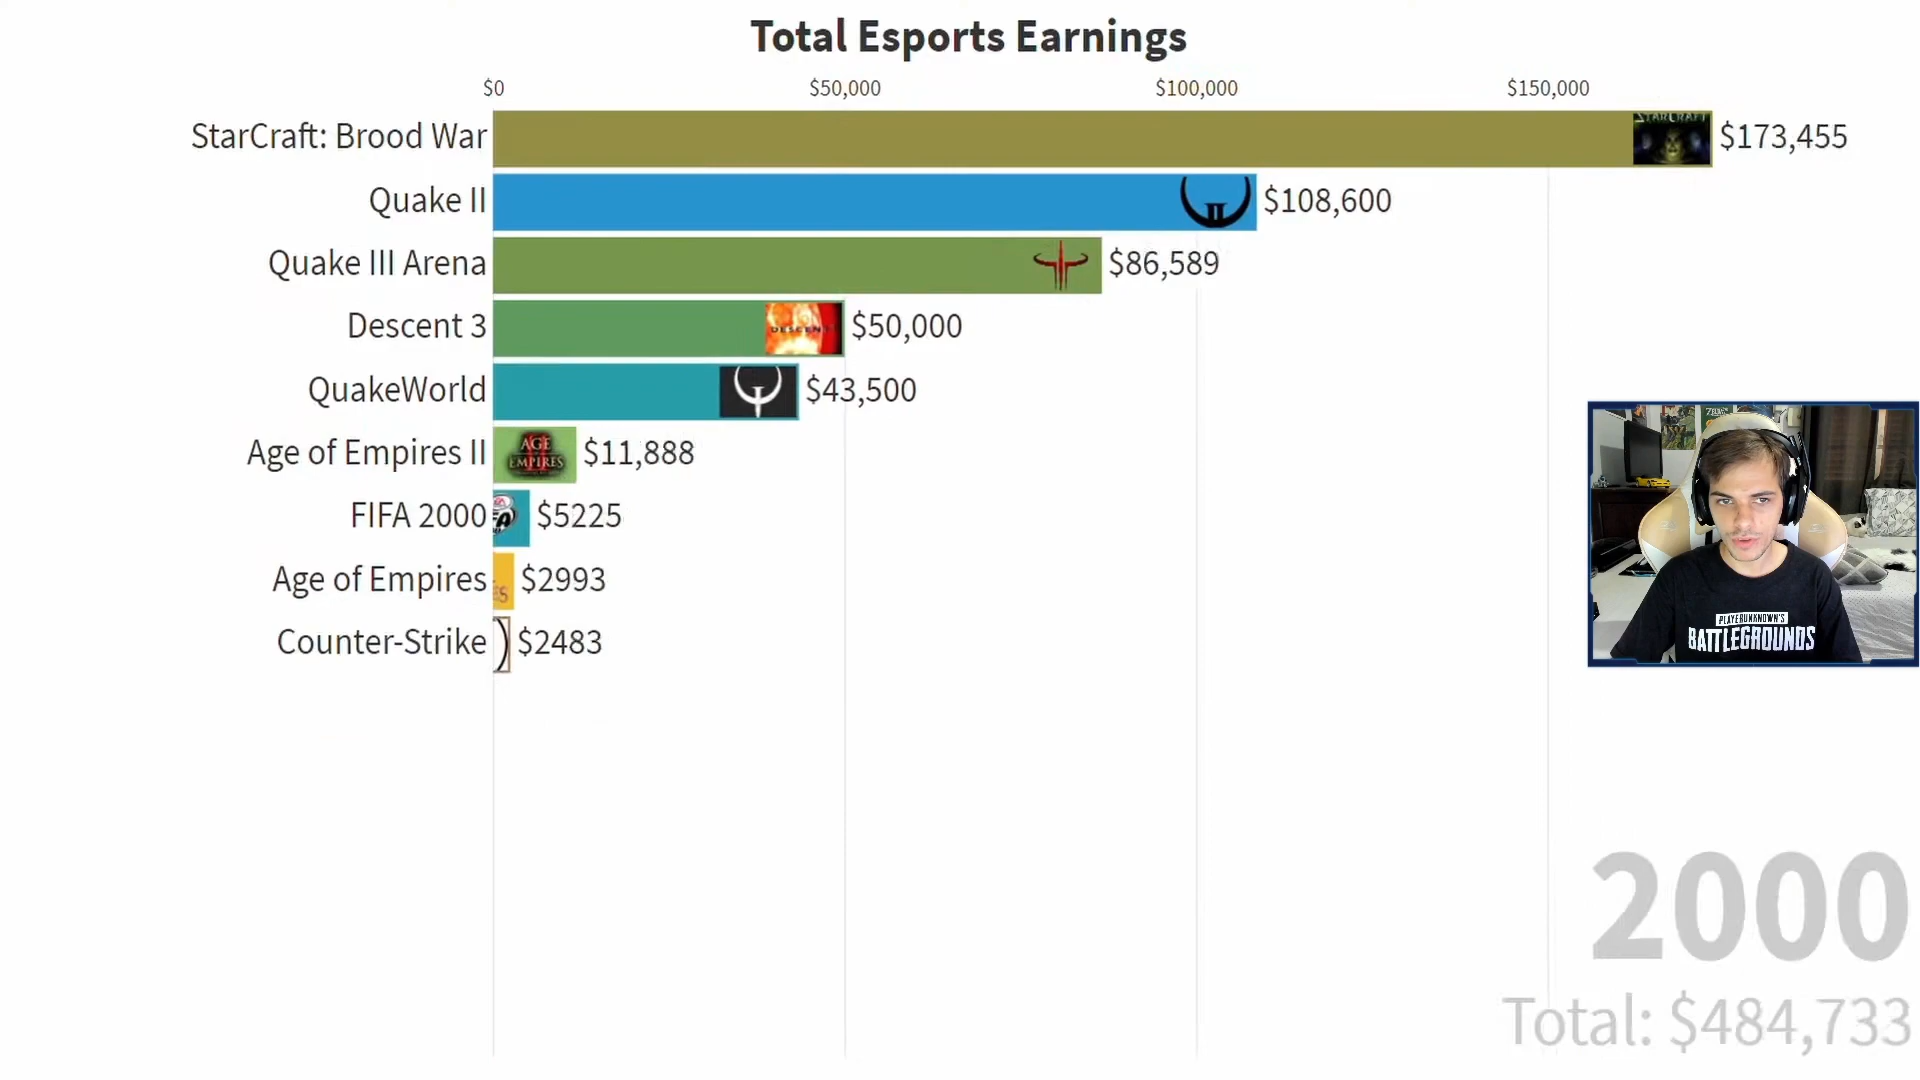 Total Esports Earnings
$0 $50,000 $100,000 $150,000
StarCraft: Brood War $173,455
Quake II $108,600
Quake III Arena $86,589
Descent 3 $50,000
QuakeWorld $43,500
Age of Empires II AGE EMPIRES $11,888
FIFA 2000 $5225
Age of Empires $2993
Counter-Strike $2483
PLAYERUNKNOWN'S
BATTLEGROUNDS
2000
Total: $484,733